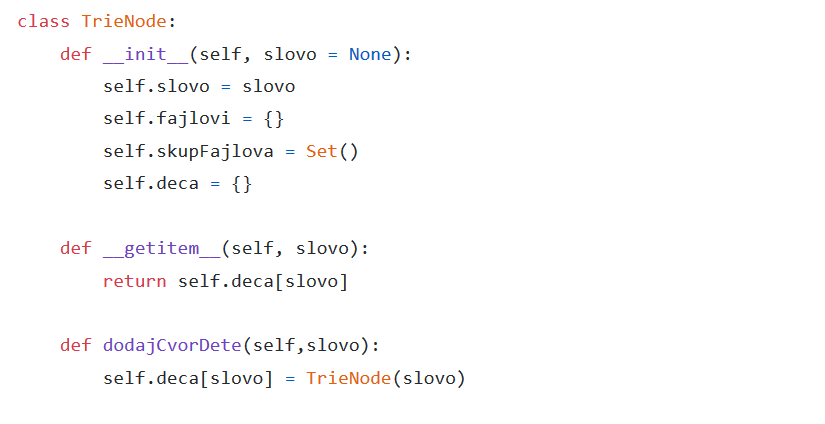 class TrieNode:
    def __init__(self, slovo = None):
        self.slovo = slovo
        self.fajlovi = {}
        self.skupFajlova = Set()
        self.deca = {}

    def __getitem__(self, slovo):
        return self.deca[slovo]

    def dodajCvorDete(self,slovo):
        self.deca[slovo] = TrieNode(slovo)